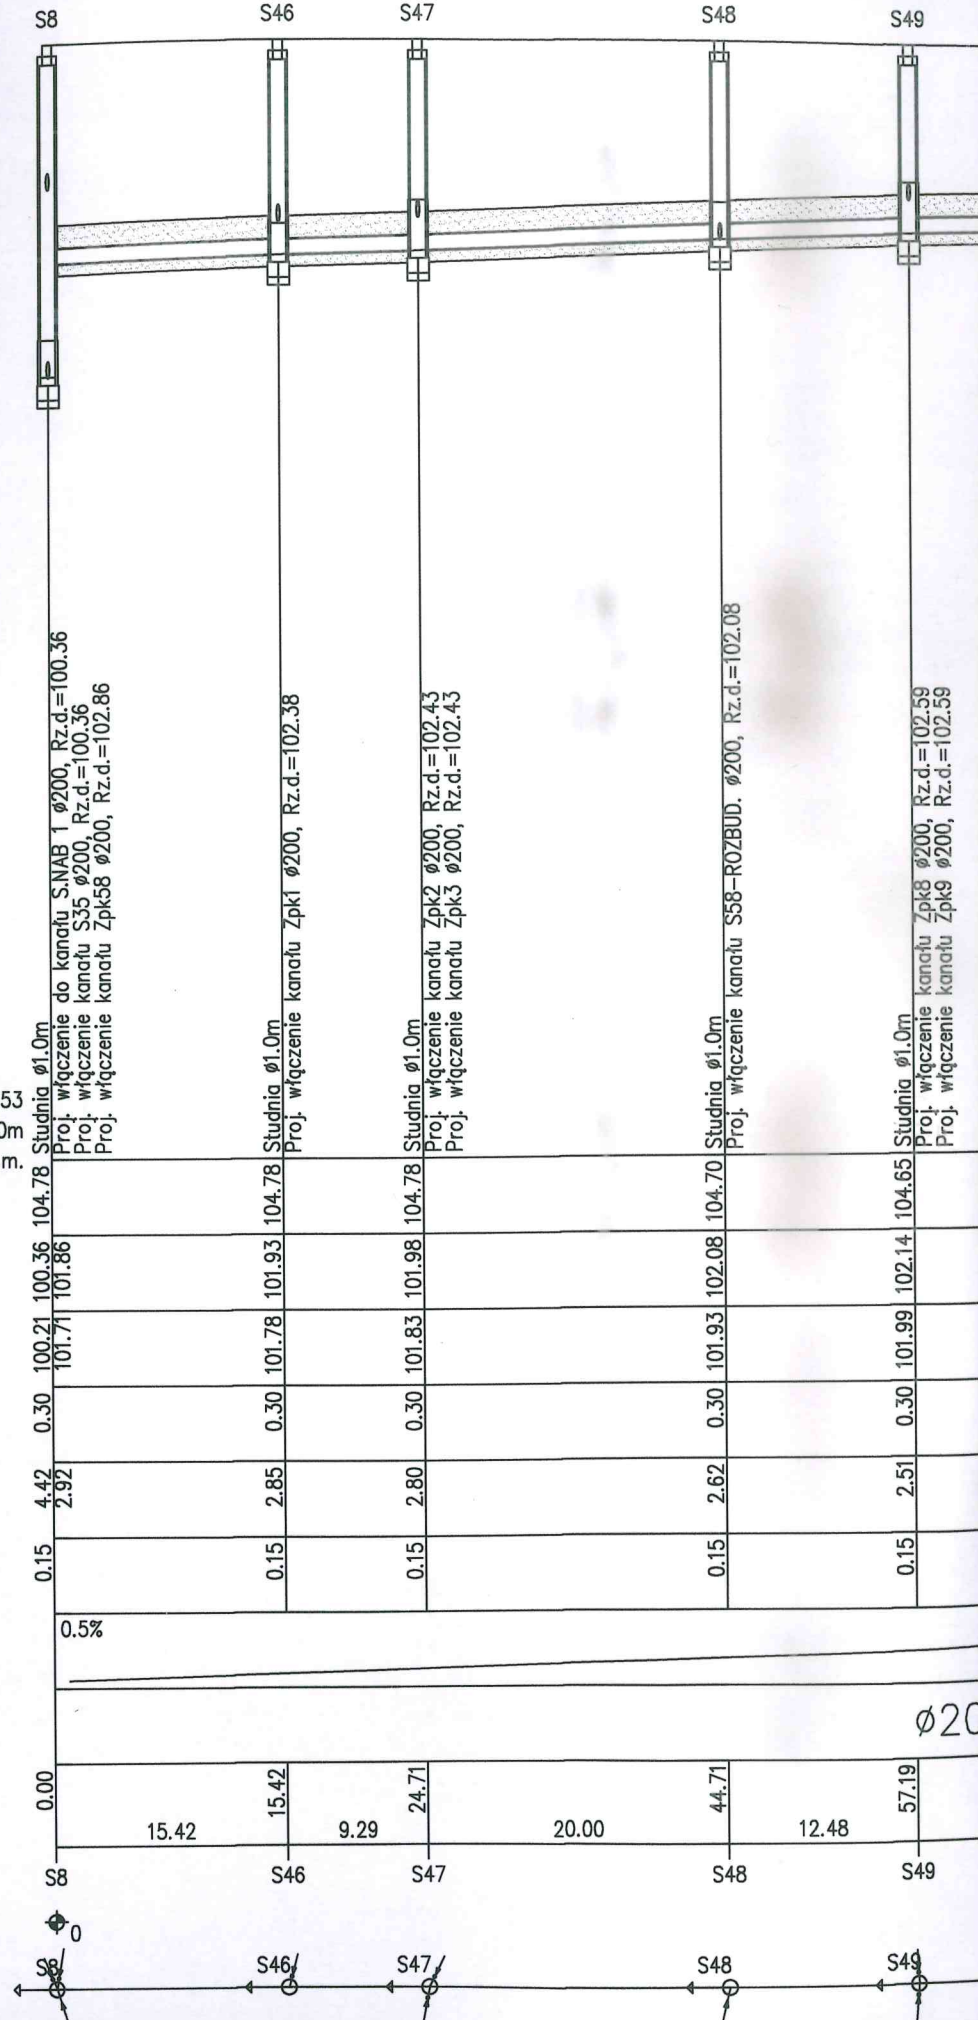 S8 S46 S47 S48 S49
53
0m
m.
Studnia ø1.0m
Proj. włączenie do kanału S.NAB 1 ø200, Rz.d.=100.36
Proj. włączenie kanału S35 ø200, Rz.d.=100.36
Proj. włączenie kanału Zpk58 ø200, Rz.d.=102.86
Studnia ø1.0m
Proj. włączenie kanału Zpk1 ø200, Rz.d.=102.38
Studnia ø1.0m
Proj. włączenie kanału Zpk2 ø200, Rz.d.=102.43
Proj. włączenie kanału Zpk3 ø200, Rz.d.=102.43
Studnia ø1.0m
Proj. włączenie kanału S58-ROZBUD. ø200, Rz.d.=102.08
Studnia ø1.0m
Proj. włączenie kanału Zpk8 ø200, Rz.d.=102.59
Proj. włączenie kanału Zpk9 ø200, Rz.d.=102.59
104.78 104.78 104.78 104.70 104.65
100.36 101.93 101.98 102.08 102.14
101.86
100.21 101.78 101.83 101.93 101.99
101.71
0.30 0.30 0.30 0.30 0.30
4.42 2.85 2.80 2.62 2.51
2.92
0.15 0.15 0.15 0.15 0.15
0.5%
ø20
0.00 15.42 24.71 44.71 57.19
15.42 9.29 20.00 12.48
S8 S46 S47 S48 S49
0
S8 S46 S47 S48 S49